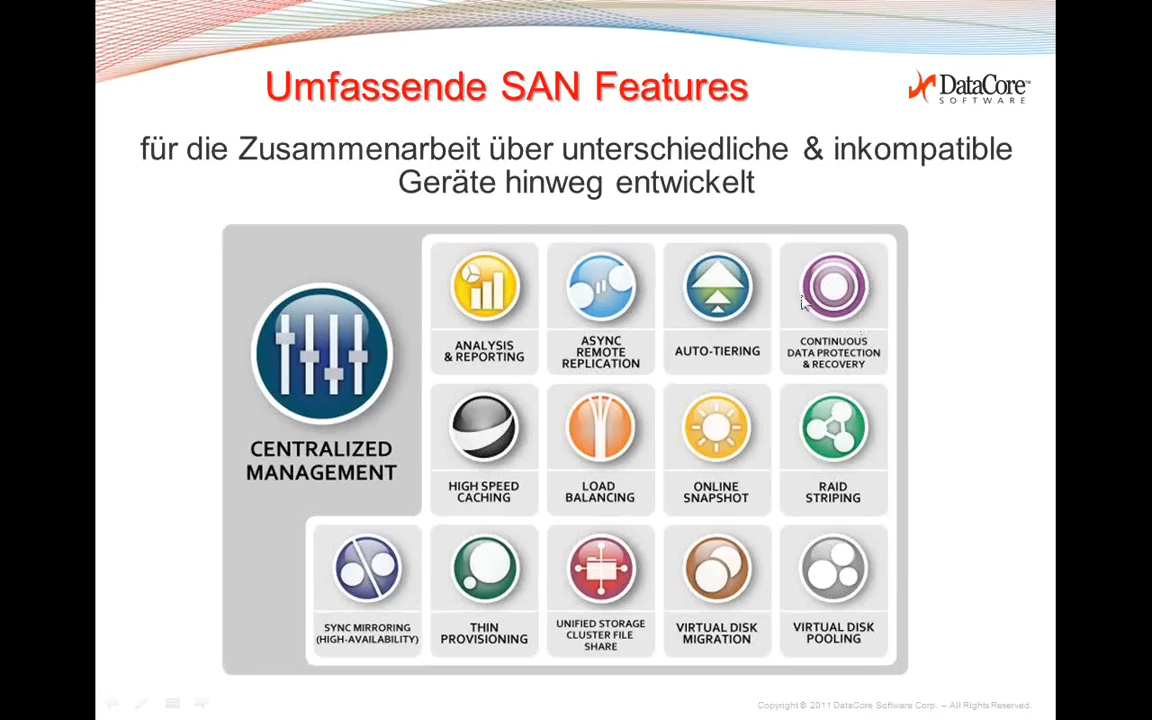 Umfassende SAN Features
DataCore™
SOFTWARE
für die Zusammenarbeit über unterschiedliche & inkompatible
Geräte hinweg entwickelt
CENTRALIZED
MANAGEMENT
ANALYSIS
& REPORTING
ASYNC
REMOTE
REPLICATION
AUTO-TIERING
CONTINUOUS
DATA PROTECTION
& RECOVERY
HIGH SPEED
CACHING
LOAD
BALANCING
ONLINE
SNAPSHOT
RAID
STRIPING
SYNC MIRRORING
(HIGH-AVAILABILITY)
THIN
PROVISIONING
UNIFIED STORAGE
CLUSTER FILE
SHARE
VIRTUAL DISK
MIGRATION
VIRTUAL DISK
POOLING
Copyright © 2011 DataCore Software Corp. – All Rights Reserved.